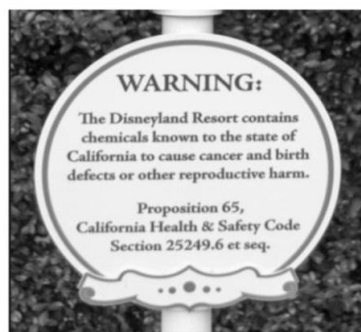 WARNING:
The Disneyland Resort contains
chemicals known to the state of
California to cause cancer and birth
defects or other reproductive harm.
Proposition 65,
California Health & Safety Code
Section 25249.6 et seq.